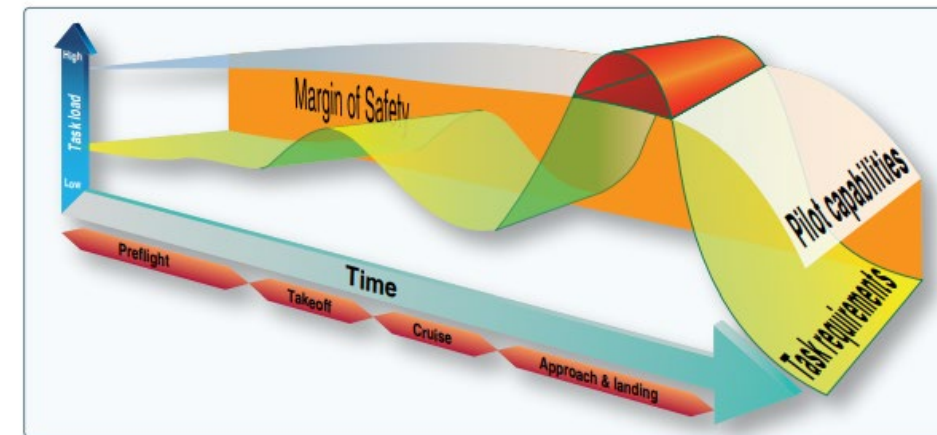 High
Task load
Low
Margin of Safety
Pilot capabilities
Task requirements
Time
Preflight
Takeoff
Cruise
Approach & landing